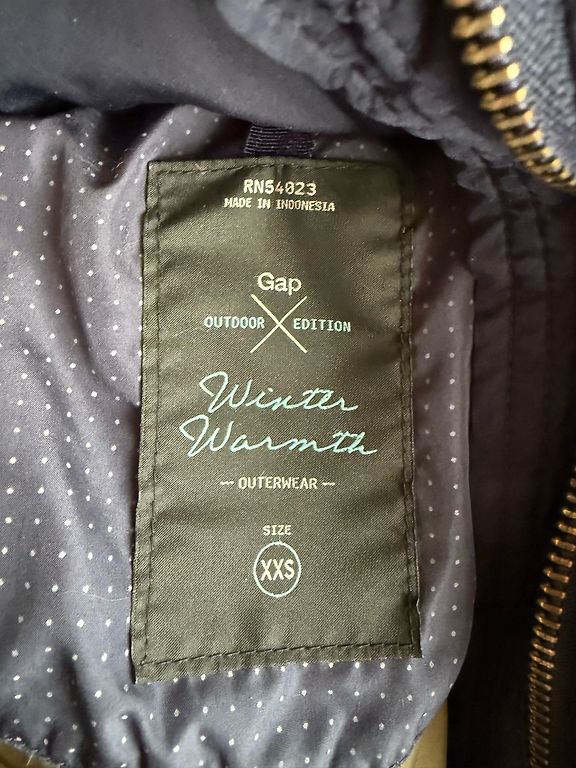 RN54023
MADE IN INDONESIA
Gap
OUTDOOR EDITION
Winter
Warmth
— OUTERWEAR —
SIZE
XXS